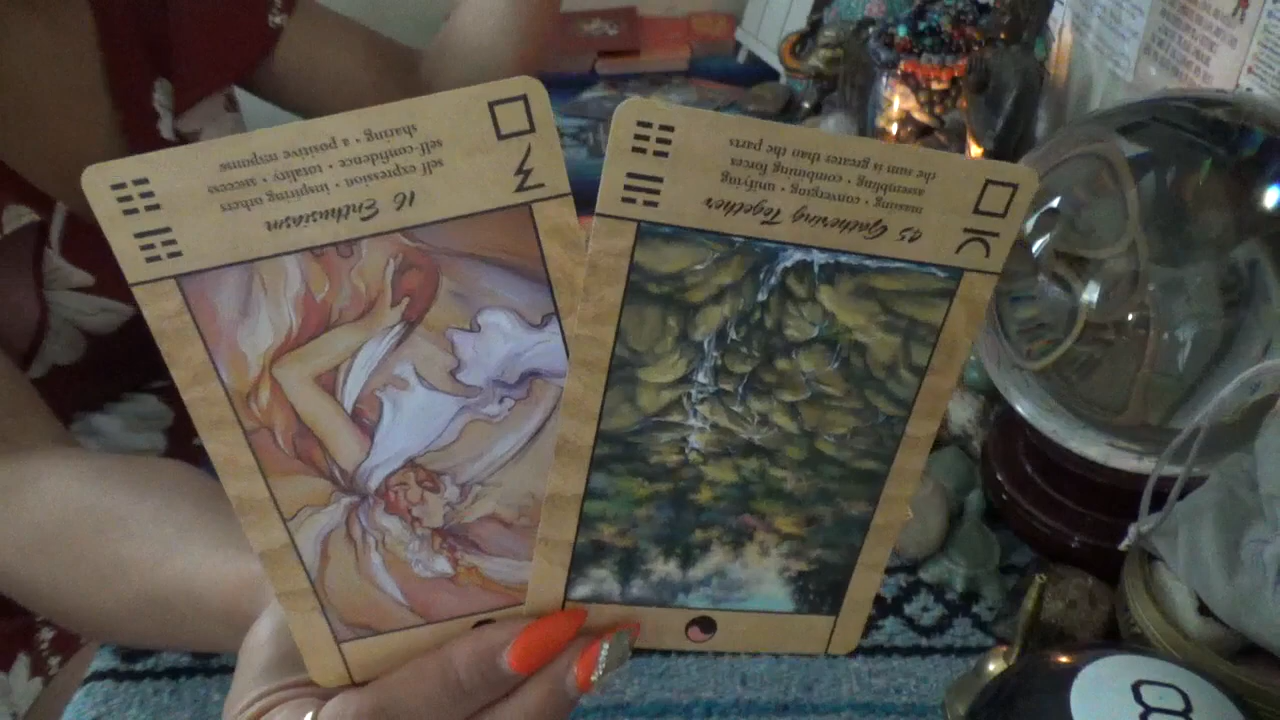 16 Enthusiasm
self expression • inspiring others
self-confidence • totality • success
sharing • a positive response
45 Gathering Together
massing • converging • unifying
assembling • combining forces
the sum is greater than the parts
8